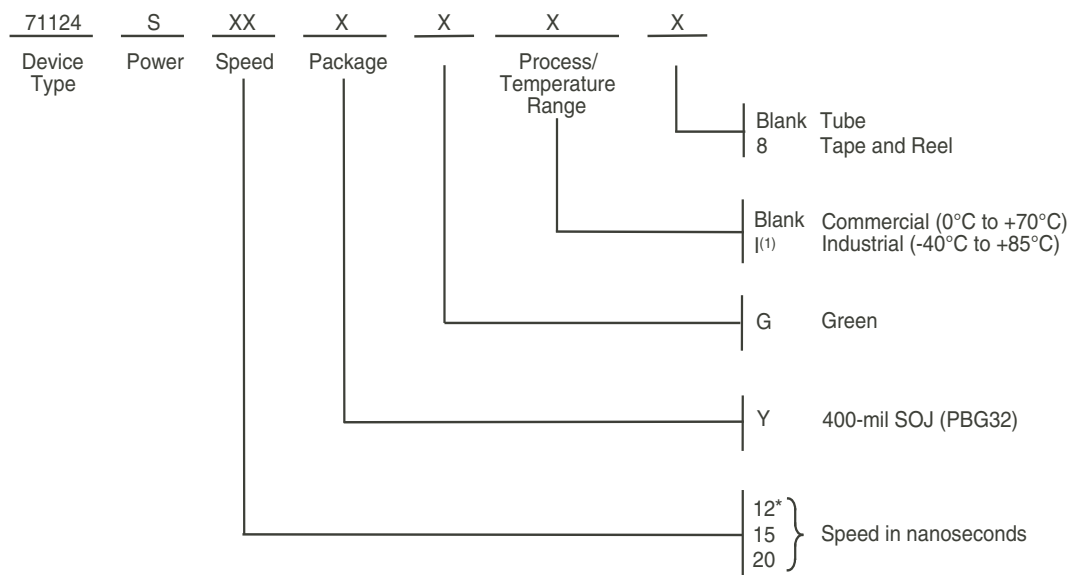 71124 S XX X X X X
Device Type Power Speed Package Process/ Temperature Range
Blank Tube
8 Tape and Reel
Blank Commercial (0°C to +70°C)
I(1) Industrial (-40°C to +85°C)
G Green
Y 400-mil SOJ (PBG32)
12*
15 Speed in nanoseconds
20